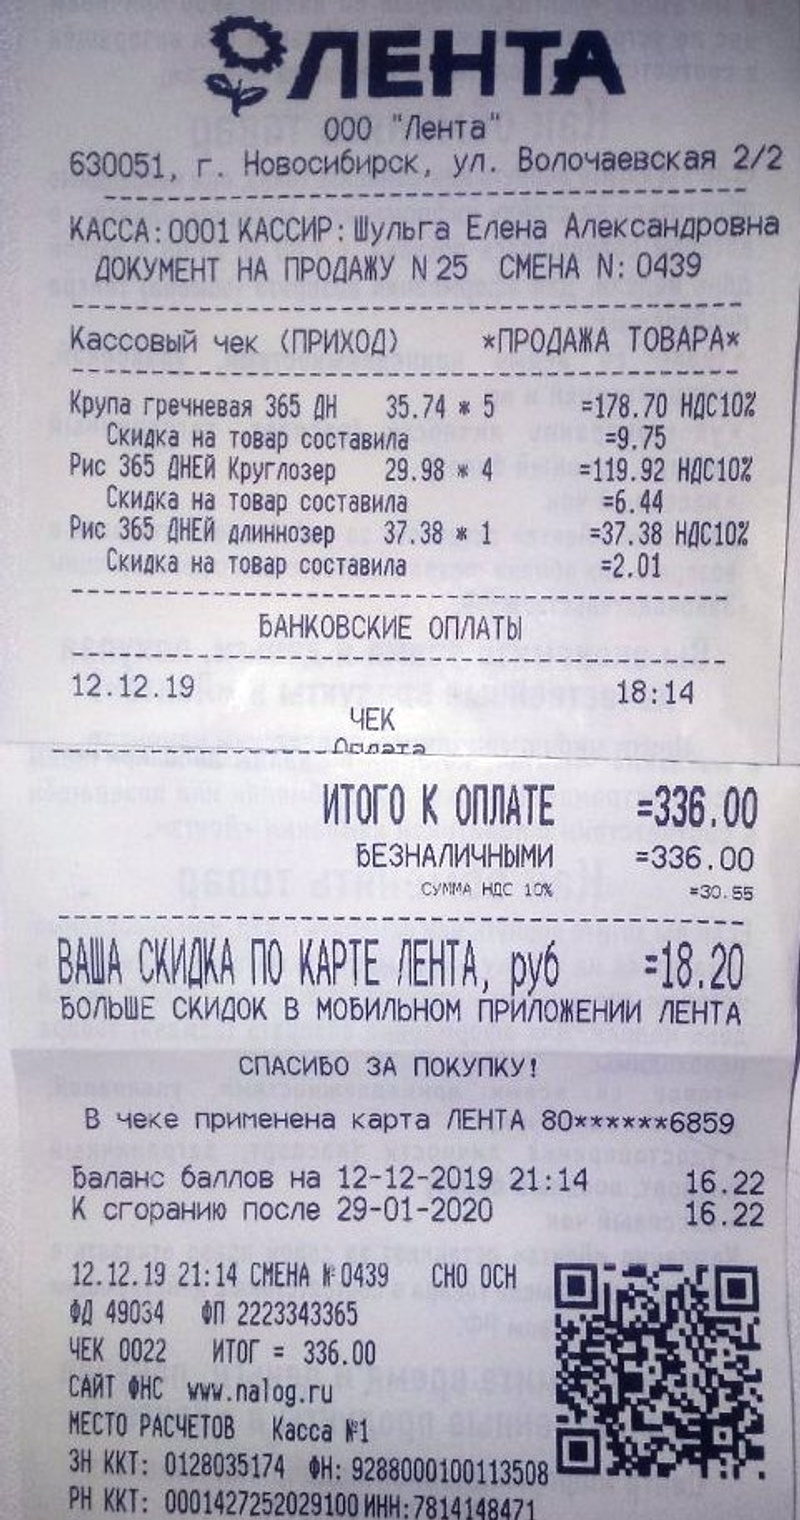 ЛЕНТА
ООО "Лента"
630051, г. Новосибирск, ул. Волочаевская 2/2
КАССА:0001 КАССИР: Шульга Елена Александровна
ДОКУМЕНТ НА ПРОДАЖУ N 25 СМЕНА N: 0439
Кассовый чек (ПРИХОД) *ПРОДАЖА ТОВАРА*
Крупа гречневая 365 ДН 35.74 * 5 =178.70 НДС10%
Скидка на товар составила =9.75
Рис 365 ДНЕЙ Круглозер 29.98 * 4 =119.92 НДС10%
Скидка на товар составила =6.44
Рис 365 ДНЕЙ длиннозер 37.38 * 1 =37.38 НДС10%
Скидка на товар составила =2.01
БАНКОВСКИЕ ОПЛАТЫ
12.12.19 18:14
ЧЕК
Оплата
ИТОГО К ОПЛАТЕ =336.00
БЕЗНАЛИЧНЫМИ =336.00
СУММА НДС 10% =30.55
ВАША СКИДКА ПО КАРТЕ ЛЕНТА, руб =18.20
БОЛЬШЕ СКИДОК В МОБИЛЬНОМ ПРИЛОЖЕНИИ ЛЕНТА
СПАСИБО ЗА ПОКУПКУ!
В чеке применена карта ЛЕНТА 80******6859
Баланс баллов на 12-12-2019 21:14 16.22
К сгоранию после 29-01-2020 16.22
12.12.19 21:14 СМЕНА №0439 СНО ОСН
ФД 49034 ФП 2223343365
ЧЕК 0022 ИТОГ = 336.00
САЙТ ФНС www.nalog.ru
МЕСТО РАСЧЕТОВ Касса №1
ЗН ККТ: 0128035174 ФН: 9288000100113508
РН ККТ: 0001427252029100 ИНН:7814148471